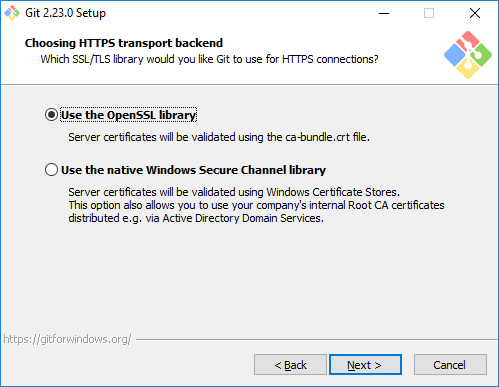 Git 2.23.0 Setup
Choosing HTTPS transport backend
Which SSL/TLS library would you like Git to use for HTTPS connections?
Use the OpenSSL library
Server certificates will be validated using the ca-bundle.crt file.
Use the native Windows Secure Channel library
Server certificates will be validated using Windows Certificate Stores.
This option also allows you to use your company's internal Root CA certificates
distributed e.g. via Active Directory Domain Services.
https://gitforwindows.org/
< Back
Next >
Cancel